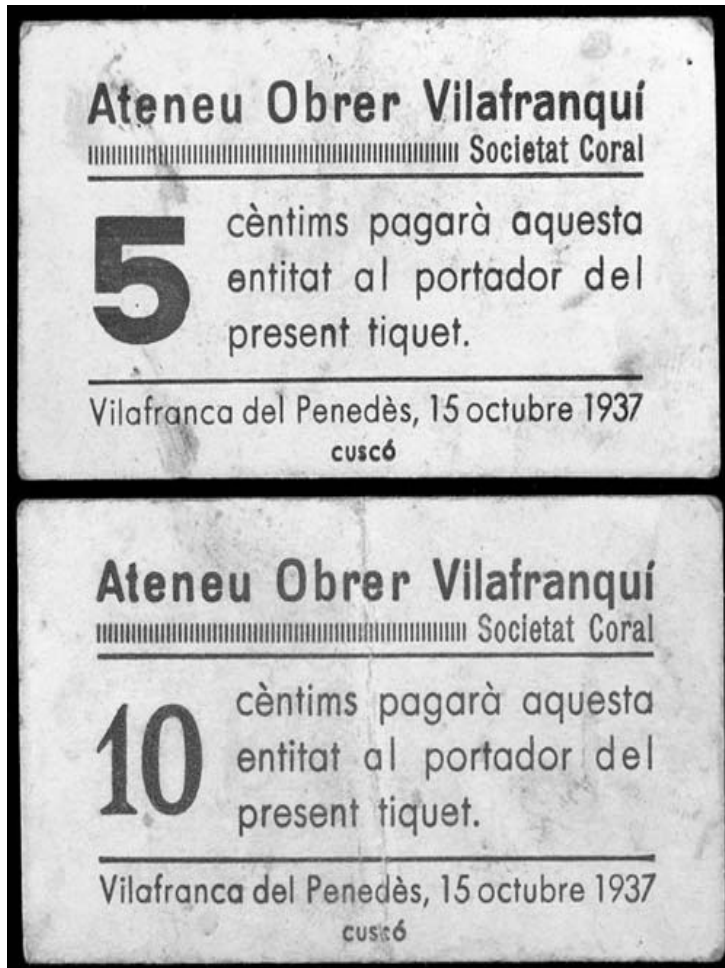 Ateneu Obrer Vilafranquí
Societat Coral
5
cèntims pagarà aquesta
entitat al portador del
present tiquet.
Vilafranca del Penedès, 15 octubre 1937
cuscó
Ateneu Obrer Vilafranquí
Societat Coral
10
cèntims pagarà aquesta
entitat al portador del
present tiquet.
Vilafranca del Penedès, 15 octubre 1937
cuscó